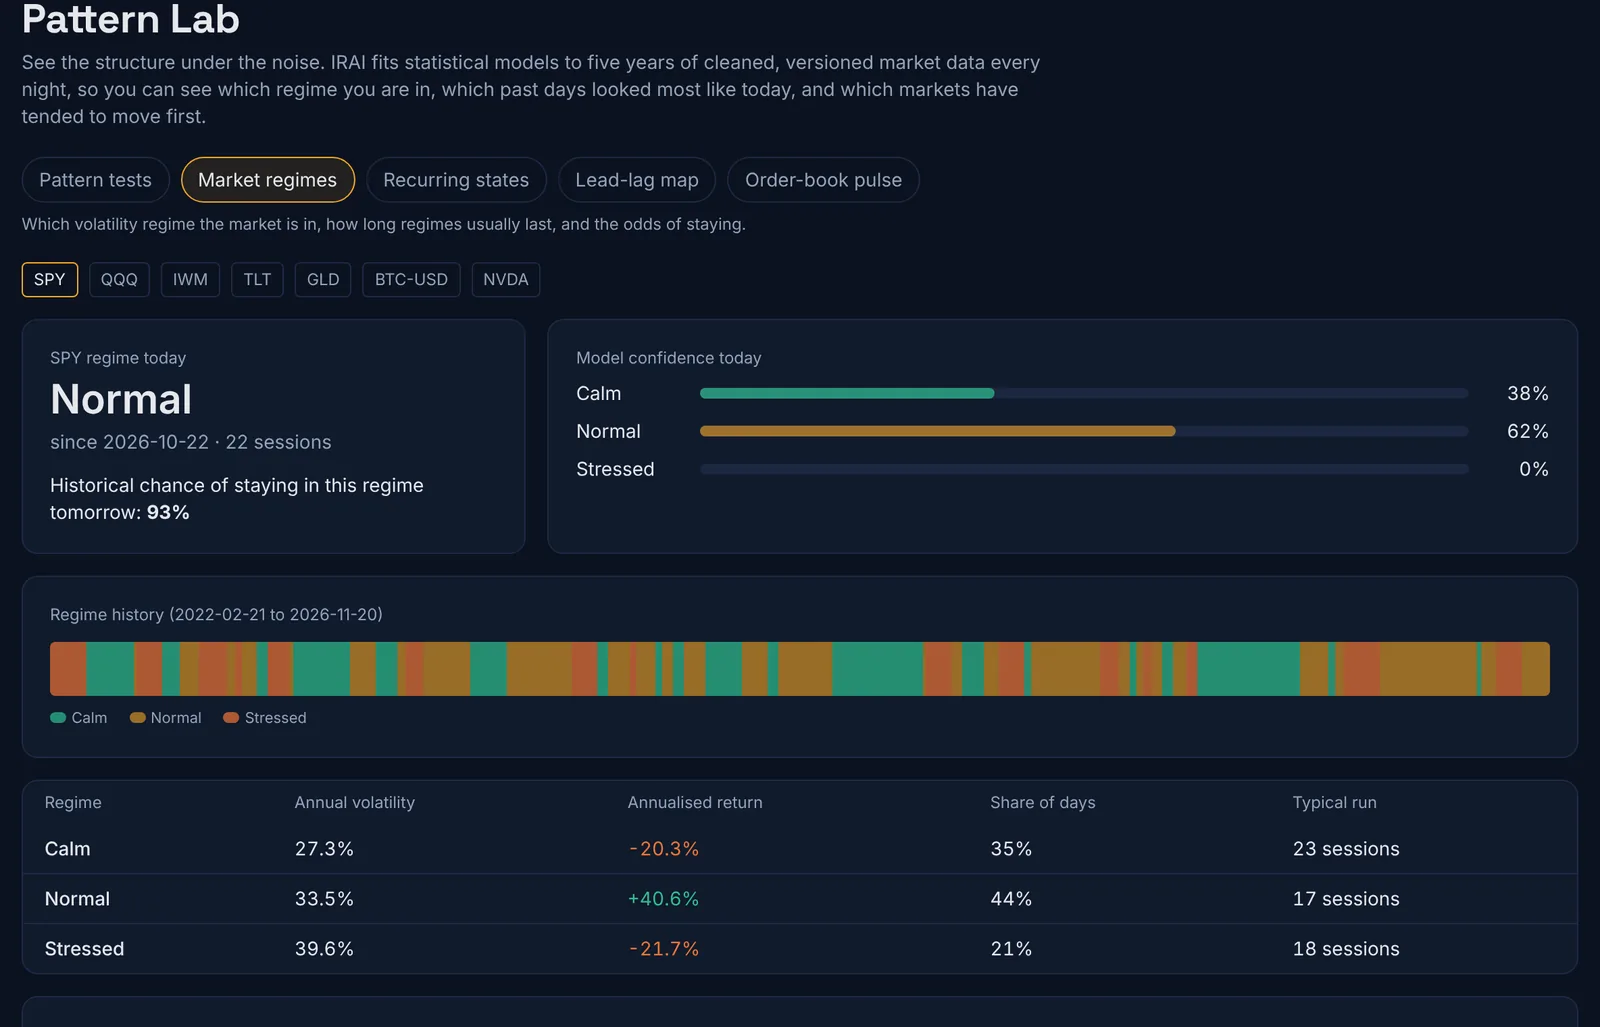 Pattern Lab
See the structure under the noise. IRAI fits statistical models to five years of cleaned, versioned market data every
night, so you can see which regime you are in, which past days looked most like today, and which markets have
tended to move first.
Pattern tests
Market regimes
Recurring states
Lead-lag map
Order-book pulse
Which volatility regime the market is in, how long regimes usually last, and the odds of staying.
SPY
QQQ
IWM
TLT
GLD
BTC-USD
NVDA
SPY regime today
Normal
since 2026-10-22 · 22 sessions
Historical chance of staying in this regime
tomorrow: 93%
Model confidence today
Calm 38%
Normal 62%
Stressed 0%
Regime history (2022-02-21 to 2026-11-20)
Calm Normal Stressed
Regime Annual volatility Annualised return Share of days Typical run
Calm 27.3% -20.3% 35% 23 sessions
Normal 33.5% +40.6% 44% 17 sessions
Stressed 39.6% -21.7% 21% 18 sessions